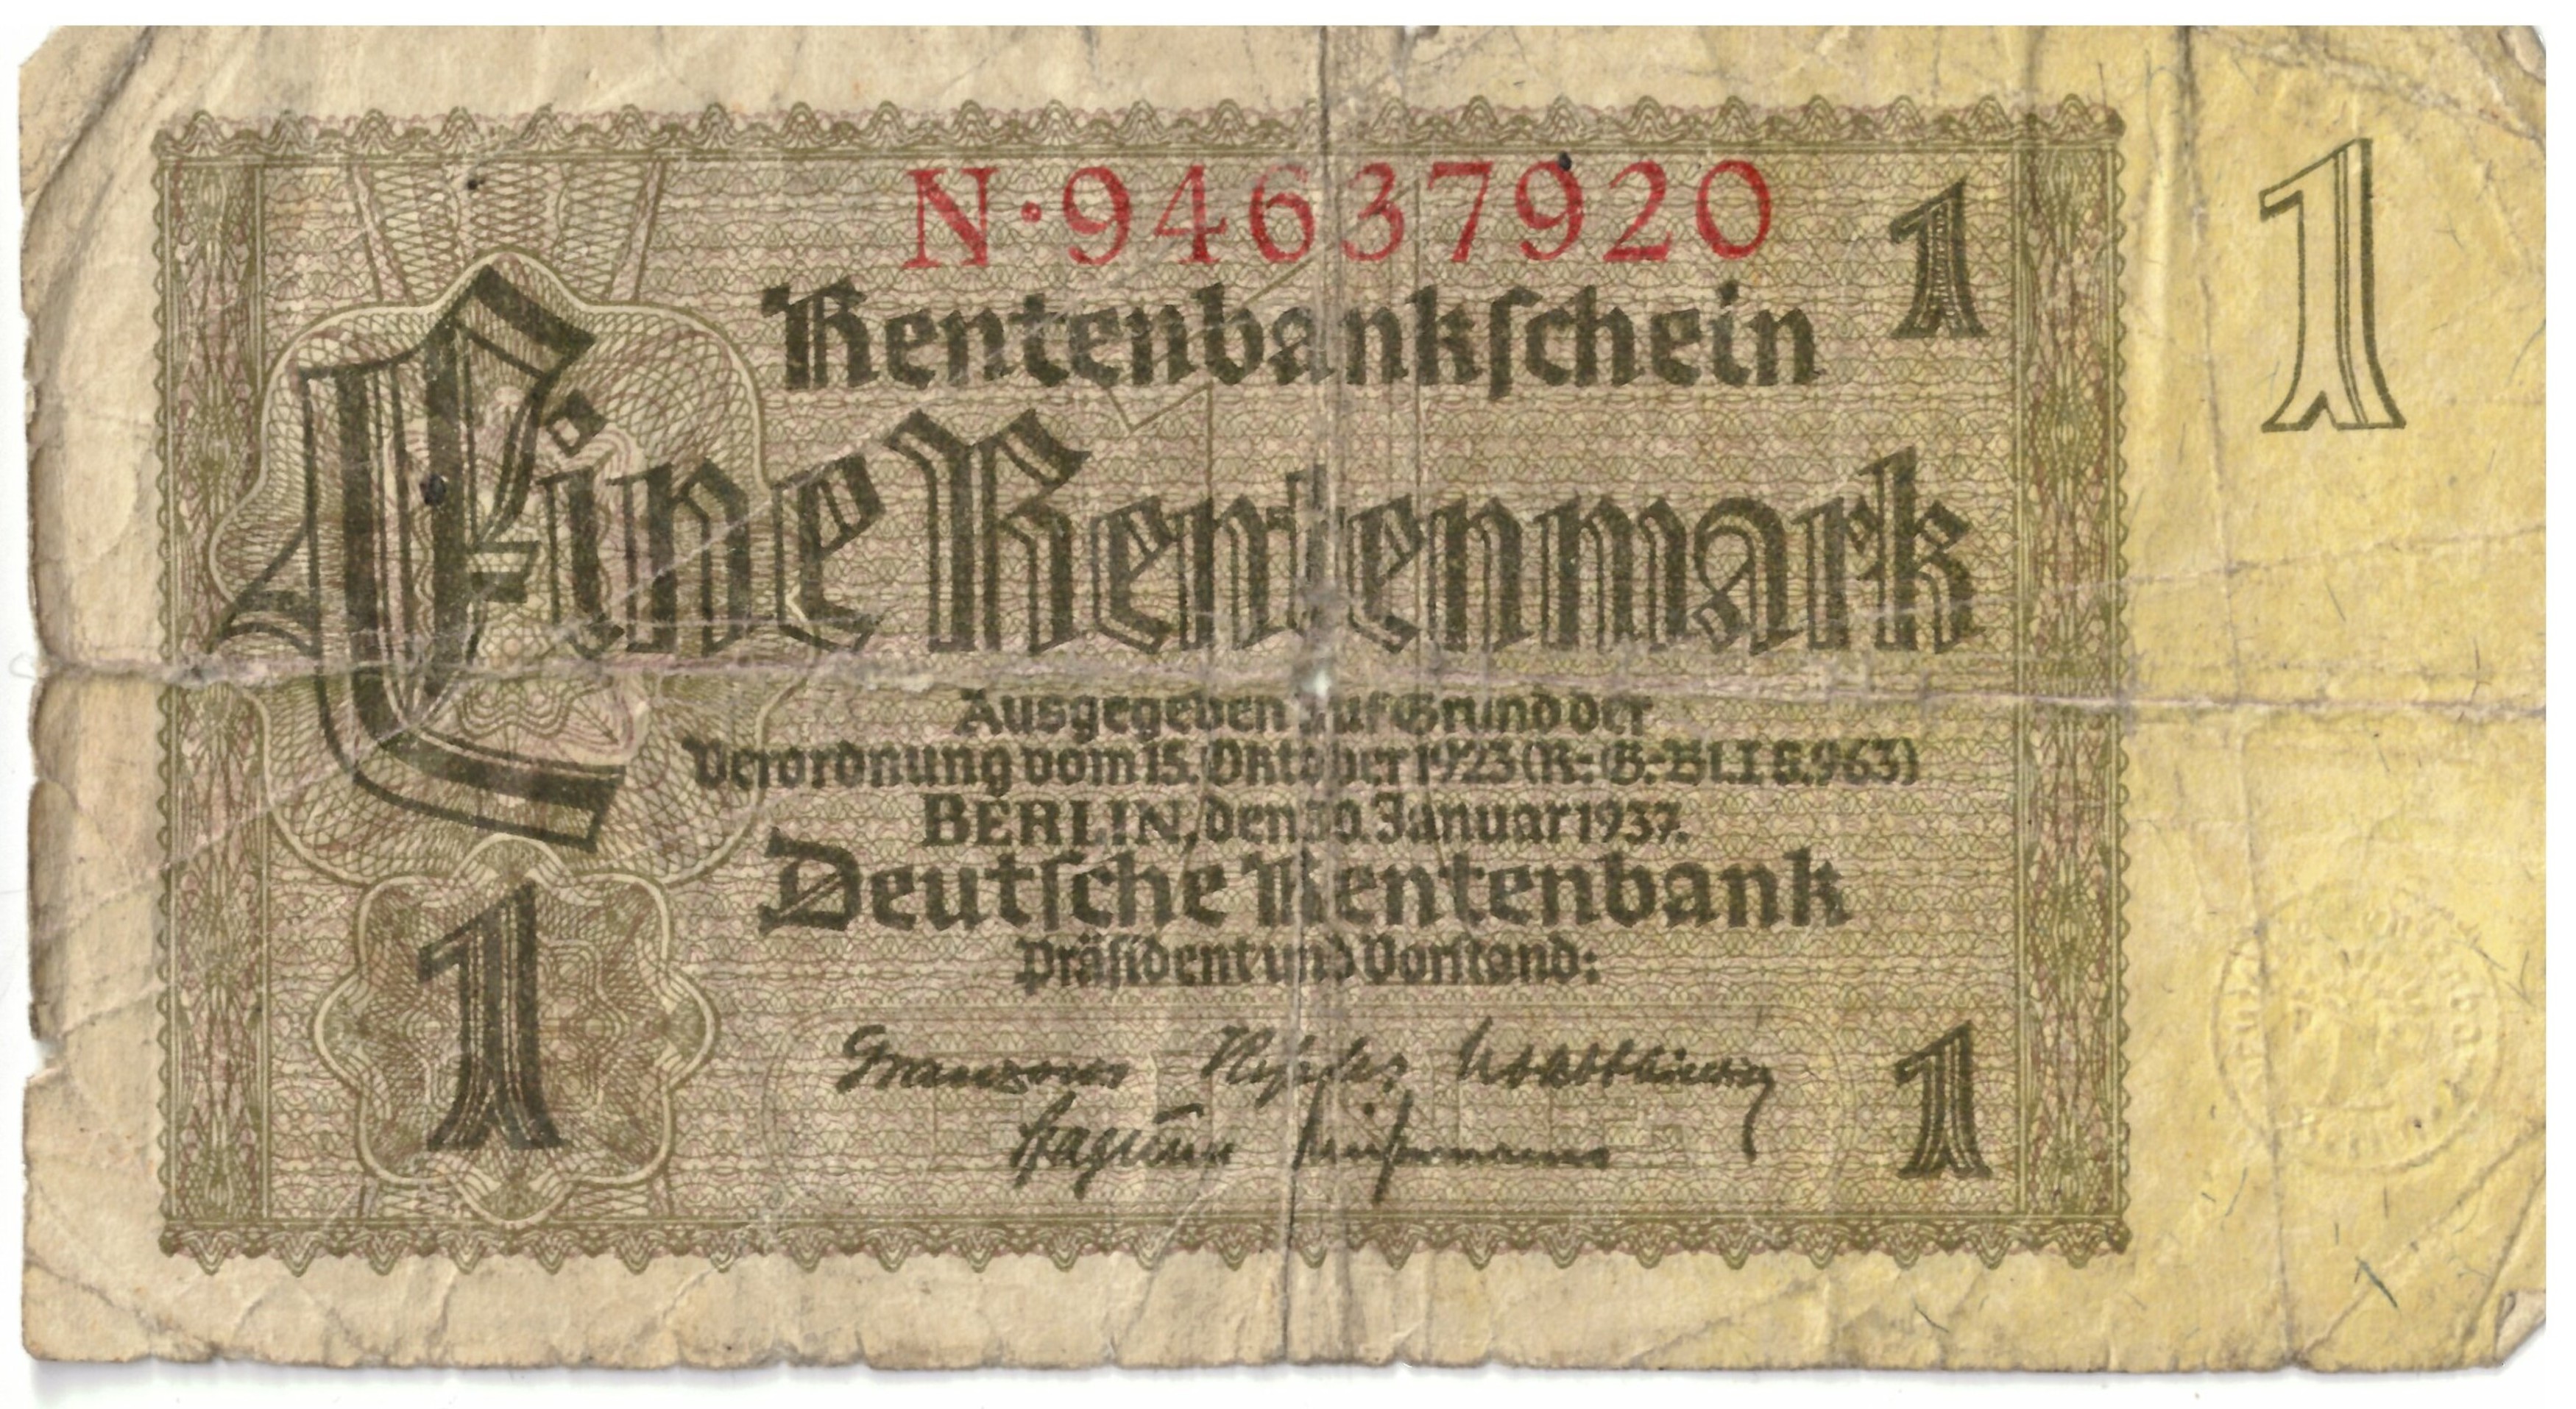 N·94637920
1
1
Rentenbankschein
Eine Rentenmark
Ausgegeben auf Grund der
Verordnung vom 15. Oktober 1923 (R.-G.-Bl. I S. 963)
BERLIN, den 30. Januar 1937.
Deutsche Rentenbank
Präsident und Vorstand:
1
1